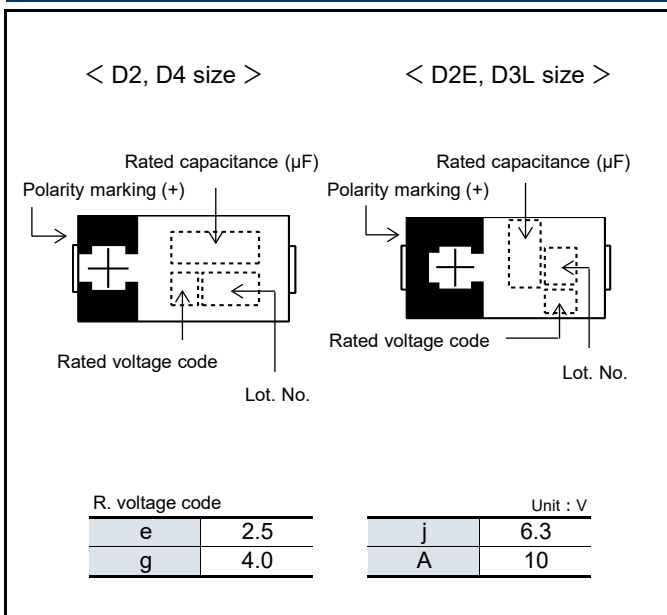 < D2, D4 size >
< D2E, D3L size >
Rated capacitance (µF)
Polarity marking (+)
Rated voltage code
Lot. No.
Rated capacitance (µF)
Polarity marking (+)
Rated voltage code
Lot. No.
R. voltage code
Unit : V
e 2.5
g 4.0
j 6.3
A 10